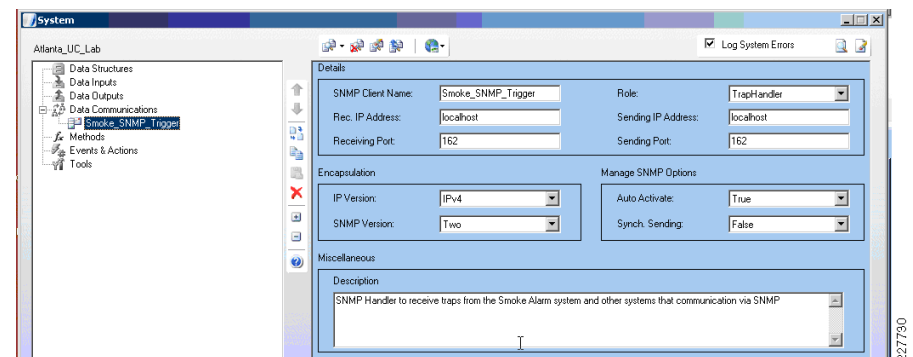 System
Atlanta_UC_Lab
Log System Errors
Data Structures
Data Inputs
Data Outputs
Data Communications
Smoke_SNMP_Trigger
Methods
Events & Actions
Tools
Details
SNMP Client Name: Smoke_SNMP_Trigger Role: TrapHandler
Rec. IP Address: localhost Sending IP Address: localhost
Receiving Port: 162 Sending Port: 162
Encapsulation Manage SNMP Options
IP Version: IPv4 Auto Activate: True
SNMP Version: Two Synch. Sending: False
Miscellaneous
Description
SNMP Handler to receive traps from the Smoke Alarm system and other systems that communication via SNMP
227730